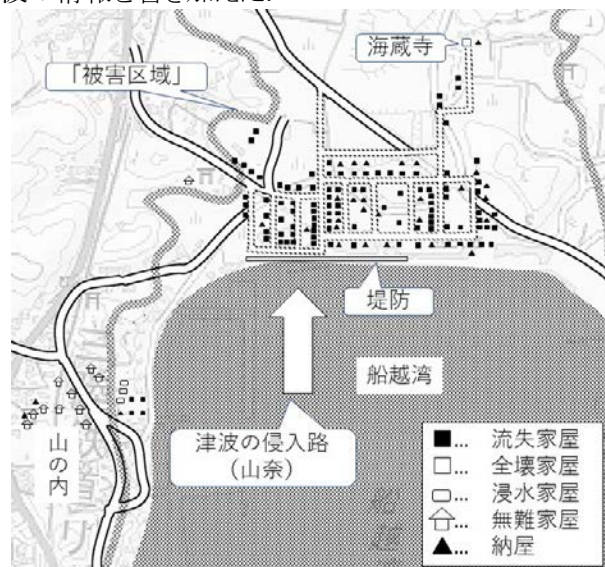 後の情報を書き加えた.
海蔵寺
「被害区域」
堤防
船越湾
津波の侵入路
(山奈)
山の内
■… 流失家屋
□… 全壊家屋
… 浸水家屋
… 無難家屋
▲… 納屋